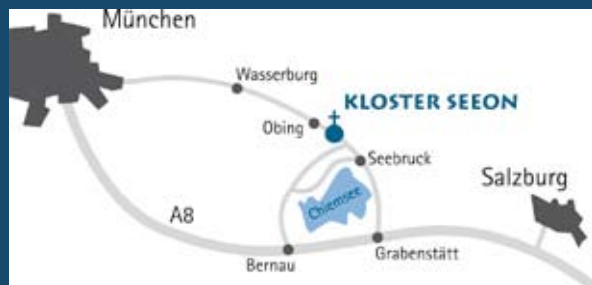 München
Wasserburg
KLOSTER SEEON
Obing
Seebruck
Salzburg
Chiemsee
A8
Grabenstätt
Bernau